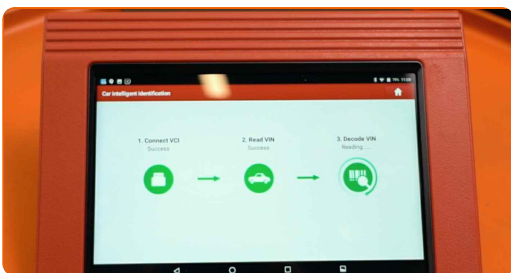 Car intelligent identification
1. Connect VCI
Success
2. Read VIN
Success
3. Decode VIN
Reading....